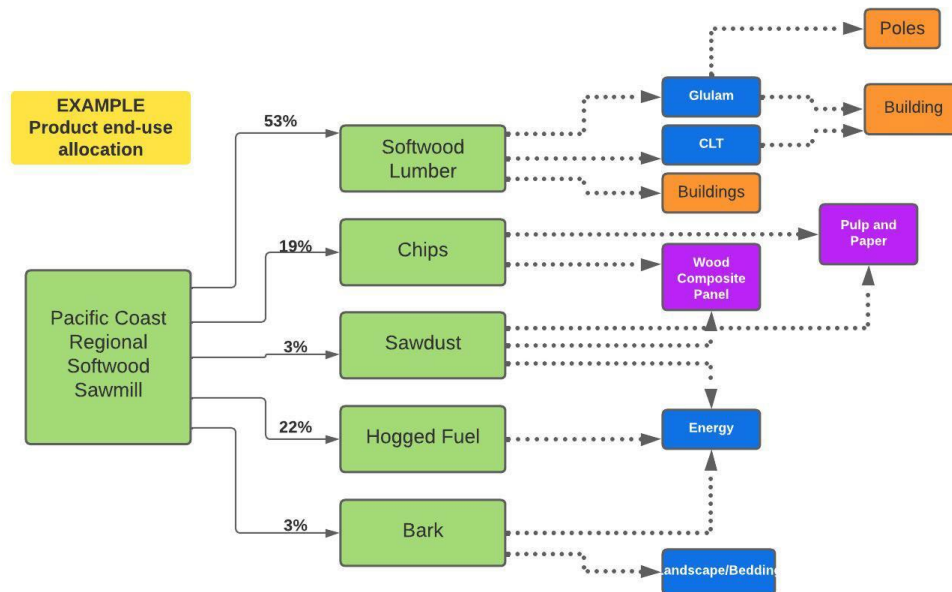 EXAMPLE
Product end-use
allocation
Pacific Coast
Regional
Softwood
Sawmill
53%
19%
3%
22%
3%
Softwood
Lumber
Chips
Sawdust
Hogged Fuel
Bark
Glulam
CLT
Buildings
Wood
Composite
Panel
Energy
Landscape/Bedding
Poles
Building
Pulp and
Paper